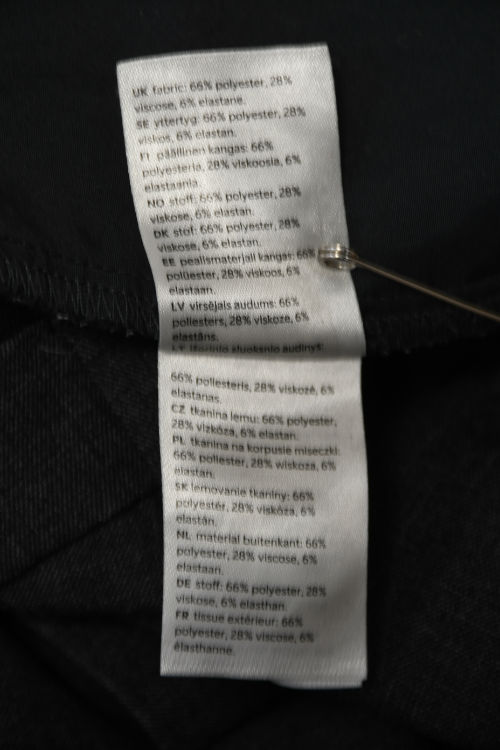 UK fabric: 66% polyester, 28%
viscose, 6% elastane.
SE yttertyg: 66% polyester, 28%
viskos, 6% elastan.
FI päällinen kangas: 66%
polyesteria, 28% viskoosia, 6%
elastaania.
NO stoff: 66% polyester, 28%
viskose, 6% elastan.
DK stof: 66% polyester, 28%
viskose, 6% elastan.
EE pealismaterjali kangas: 66%
polüester, 28% viskoos, 6%
elastaan.
LV virsējais audums: 66%
poliesters, 28% viskoze, 6%
elastāns.
LT išorinio sluoksnio audinys:
66% poliesteris, 28% viskozė, 6%
elastanas.
CZ tkanina lemu: 66% polyester,
28% vizkóza, 6% elastan.
PL tkanina na korpusie miseczki:
66% poliester, 28% wiskoza, 6%
elastan.
SK lemovanie tkaniny: 66%
polyestér, 28% viskóza, 6%
elastán.
NL material buitenkant: 66%
polyester, 28% viscose, 6%
elastaan.
DE stoff: 66% polyester, 28%
viskose, 6% elasthan.
FR tissue extérieur: 66%
polyester, 28% viscose, 6%
élasthanne.